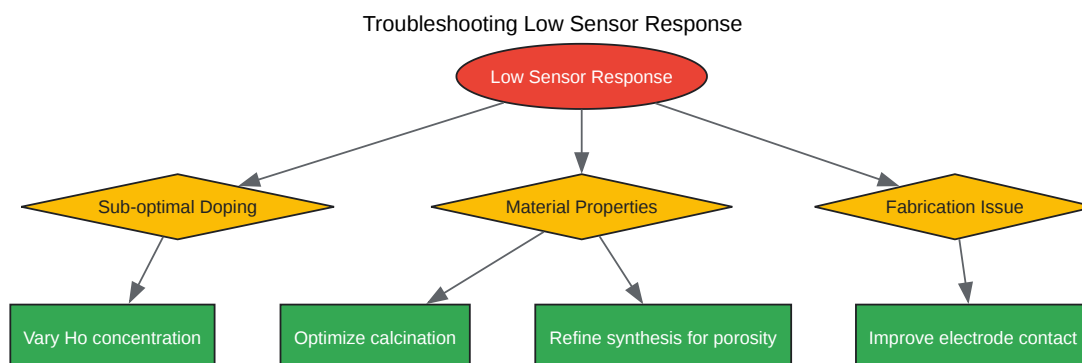 Troubleshooting Low Sensor Response
Low Sensor Response
Sub-optimal Doping
Material Properties
Fabrication Issue
Vary Ho concentration
Optimize calcination
Refine synthesis for porosity
Improve electrode contact